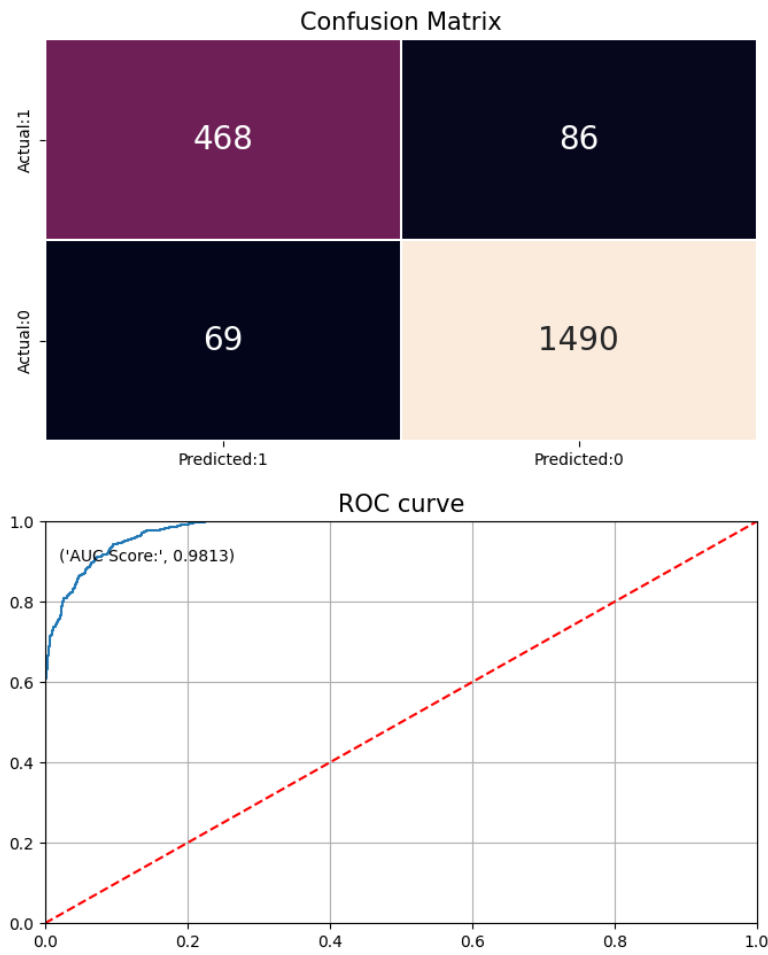 Confusion Matrix
Actual:1
468
86
Actual:0
69
1490
Predicted:1
Predicted:0
ROC curve
1.0
('AUC Score:', 0.9813)
0.8
0.6
0.4
0.2
0.0
0.0 0.2 0.4 0.6 0.8 1.0